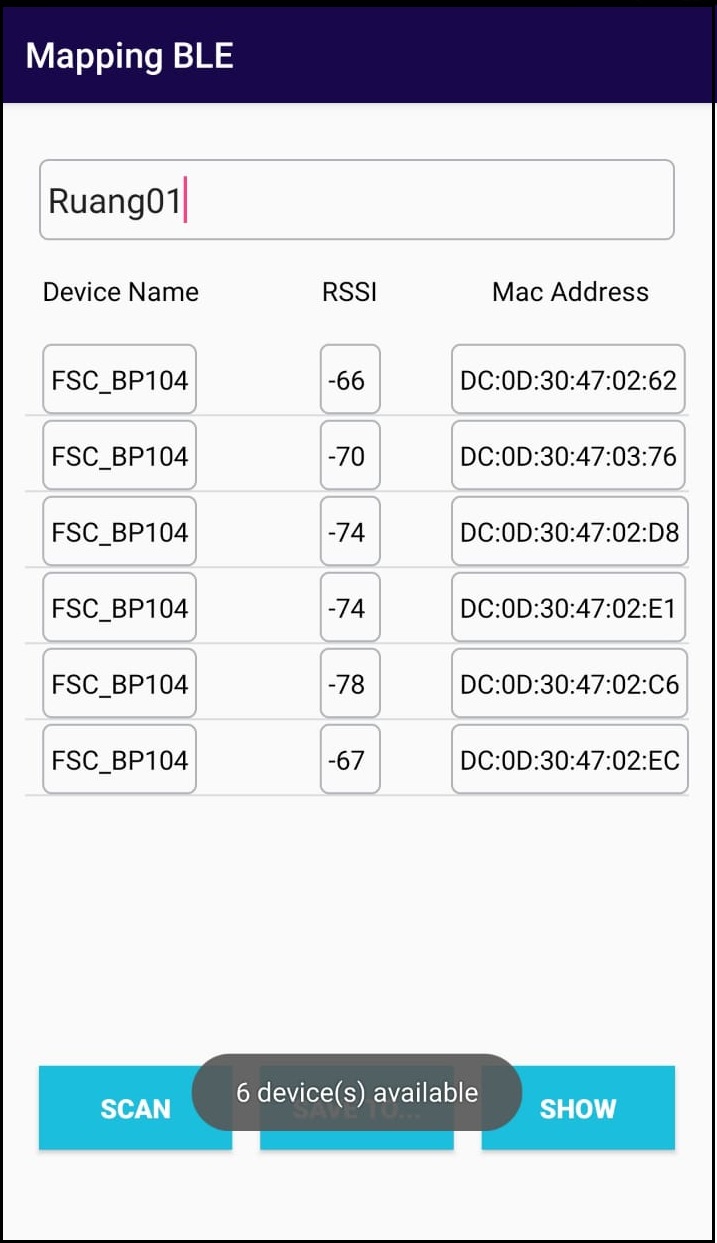 Mapping BLE
Ruang01
Device Name RSSI Mac Address
FSC_BP104 -66 DC:0D:30:47:02:62
FSC_BP104 -70 DC:0D:30:47:03:76
FSC_BP104 -74 DC:0D:30:47:02:D8
FSC_BP104 -74 DC:0D:30:47:02:E1
FSC_BP104 -78 DC:0D:30:47:02:C6
FSC_BP104 -67 DC:0D:30:47:02:EC
6 device(s) available
SCAN SAVE TO... SHOW